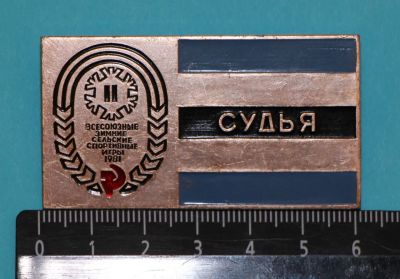 II
ВСЕСОЮЗНЫЕ
ЗИМНИЕ
СЕЛЬСКИЕ
СПОРТИВНЫЕ
ИГРЫ
1981
СУДЬЯ
0 1 2 3 4 5 6